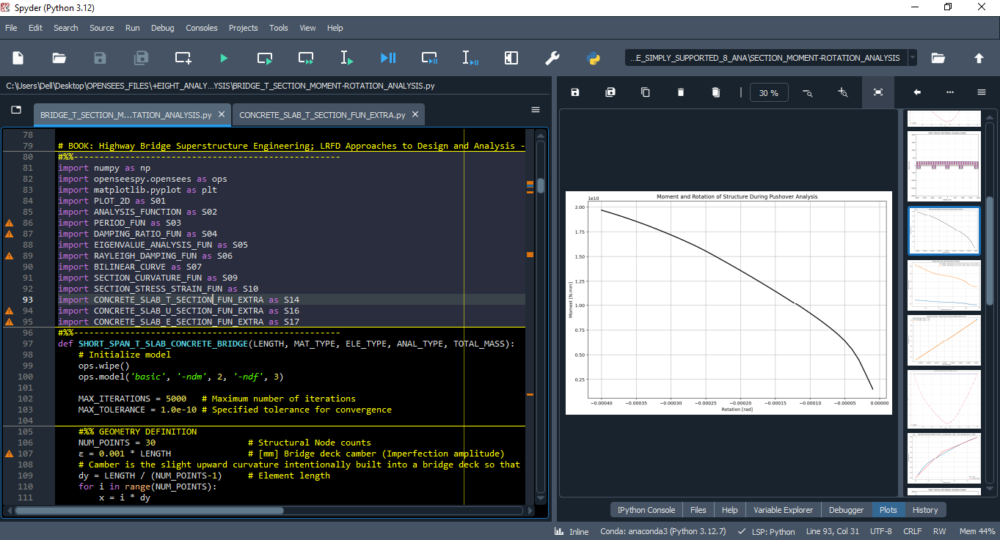 Spyder (Python 3.12)
File Edit Search Source Run Debug Consoles Projects Tools View Help
...E_SIMPLY_SUPPORTED_8_ANA\SECTION_MOMENT-ROTATION_ANALYSIS
C:\Users\Dell\Desktop\OPENSEES_FILES\+EIGHT_ANALY...YSIS\BRIDGE_T_SECTION_MOMENT-ROTATION_ANALYSIS.py
BRIDGE_T_SECTION_M...TATION_ANALYSIS.py CONCRETE_SLAB_T_SECTION_FUN_EXTRA.py
78
79 # BOOK: Highway Bridge Superstructure Engineering; LRFD Approaches to Design and Analysis -
80 #%%------------------------------------------------------
81 import numpy as np
82 import openseespy.opensees as ops
83 import matplotlib.pyplot as plt
84 import PLOT_2D as S01
85 import ANALYSIS_FUNCTION as S02
86 import PERIOD_FUN as S03
87 import DAMPING_RATIO_FUN as S04
88 import EIGENVALUE_ANALYSIS_FUN as S05
89 import RAYLEIGH_DAMPING_FUN as S06
90 import BILINEAR_CURVE as S07
91 import SECTION_CURVATURE_FUN as S09
92 import SECTION_STRESS_STRAIN_FUN as S10
93 import CONCRETE_SLAB_T_SECTION_FUN_EXTRA as S14
94 import CONCRETE_SLAB_U_SECTION_FUN_EXTRA as S16
95 import CONCRETE_SLAB_E_SECTION_FUN_EXTRA as S17
96 #%%------------------------------------------------------
97 def SHORT_SPAN_T_SLAB_CONCRETE_BRIDGE(LENGTH, MAT_TYPE, ELE_TYPE, ANAL_TYPE, TOTAL_MASS):
98 # Initialize model
99 ops.wipe()
100 ops.model('basic', '-ndm', 2, '-ndf', 3)
101
102 MAX_ITERATIONS = 5000 # Maximum number of iterations
103 MAX_TOLERANCE = 1.0e-10 # Specified tolerance for convergence
104
105 #%% GEOMETRY DEFINITION
106 NUM_POINTS = 30 # Structural Node counts
107 ε = 0.001 * LENGTH # [mm] Bridge deck camber (Imperfection amplitude)
108 # Camber is the slight upward curvature intentionally built into a bridge deck so that
109 dy = LENGTH / (NUM_POINTS-1) # Element length
110 for i in range(NUM_POINTS):
111 x = i * dy
30 %
1e10
Moment and Rotation of Structure During Pushover Analysis
2.00
1.75
1.50
1.25
1.00
0.75
0.50
0.25
Moment [N.mm]
−0.00040 −0.00035 −0.00030 −0.00025 −0.00020 −0.00015 −0.00010 −0.00005 0.00000
Rotation [rad]
IPython Console Files Help Variable Explorer Debugger Plots History
Inline Conda: anaconda3 (Python 3.12.7) LSP: Python Line 93, Col 31 UTF-8 CRLF RW Mem 44%